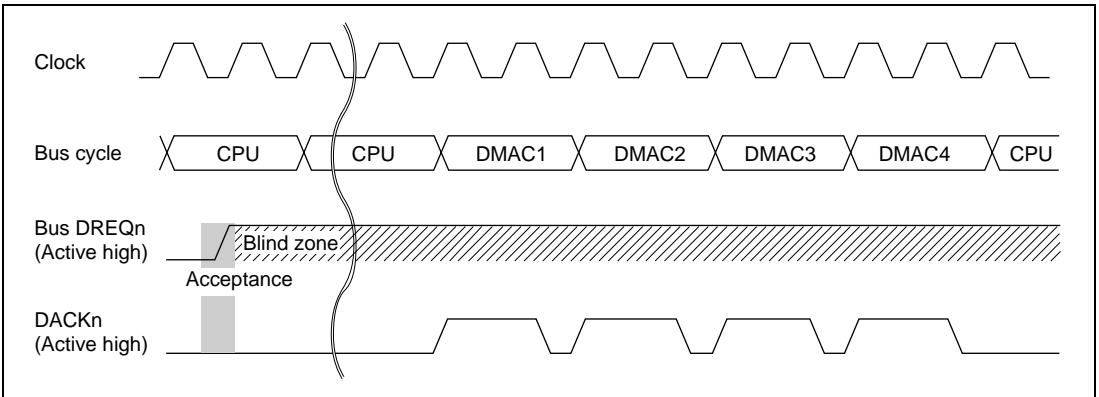 Clock
Bus cycle
CPU CPU DMAC1 DMAC2 DMAC3 DMAC4 CPU
Bus DREQn
(Active high)
Blind zone
Acceptance
DACKn
(Active high)